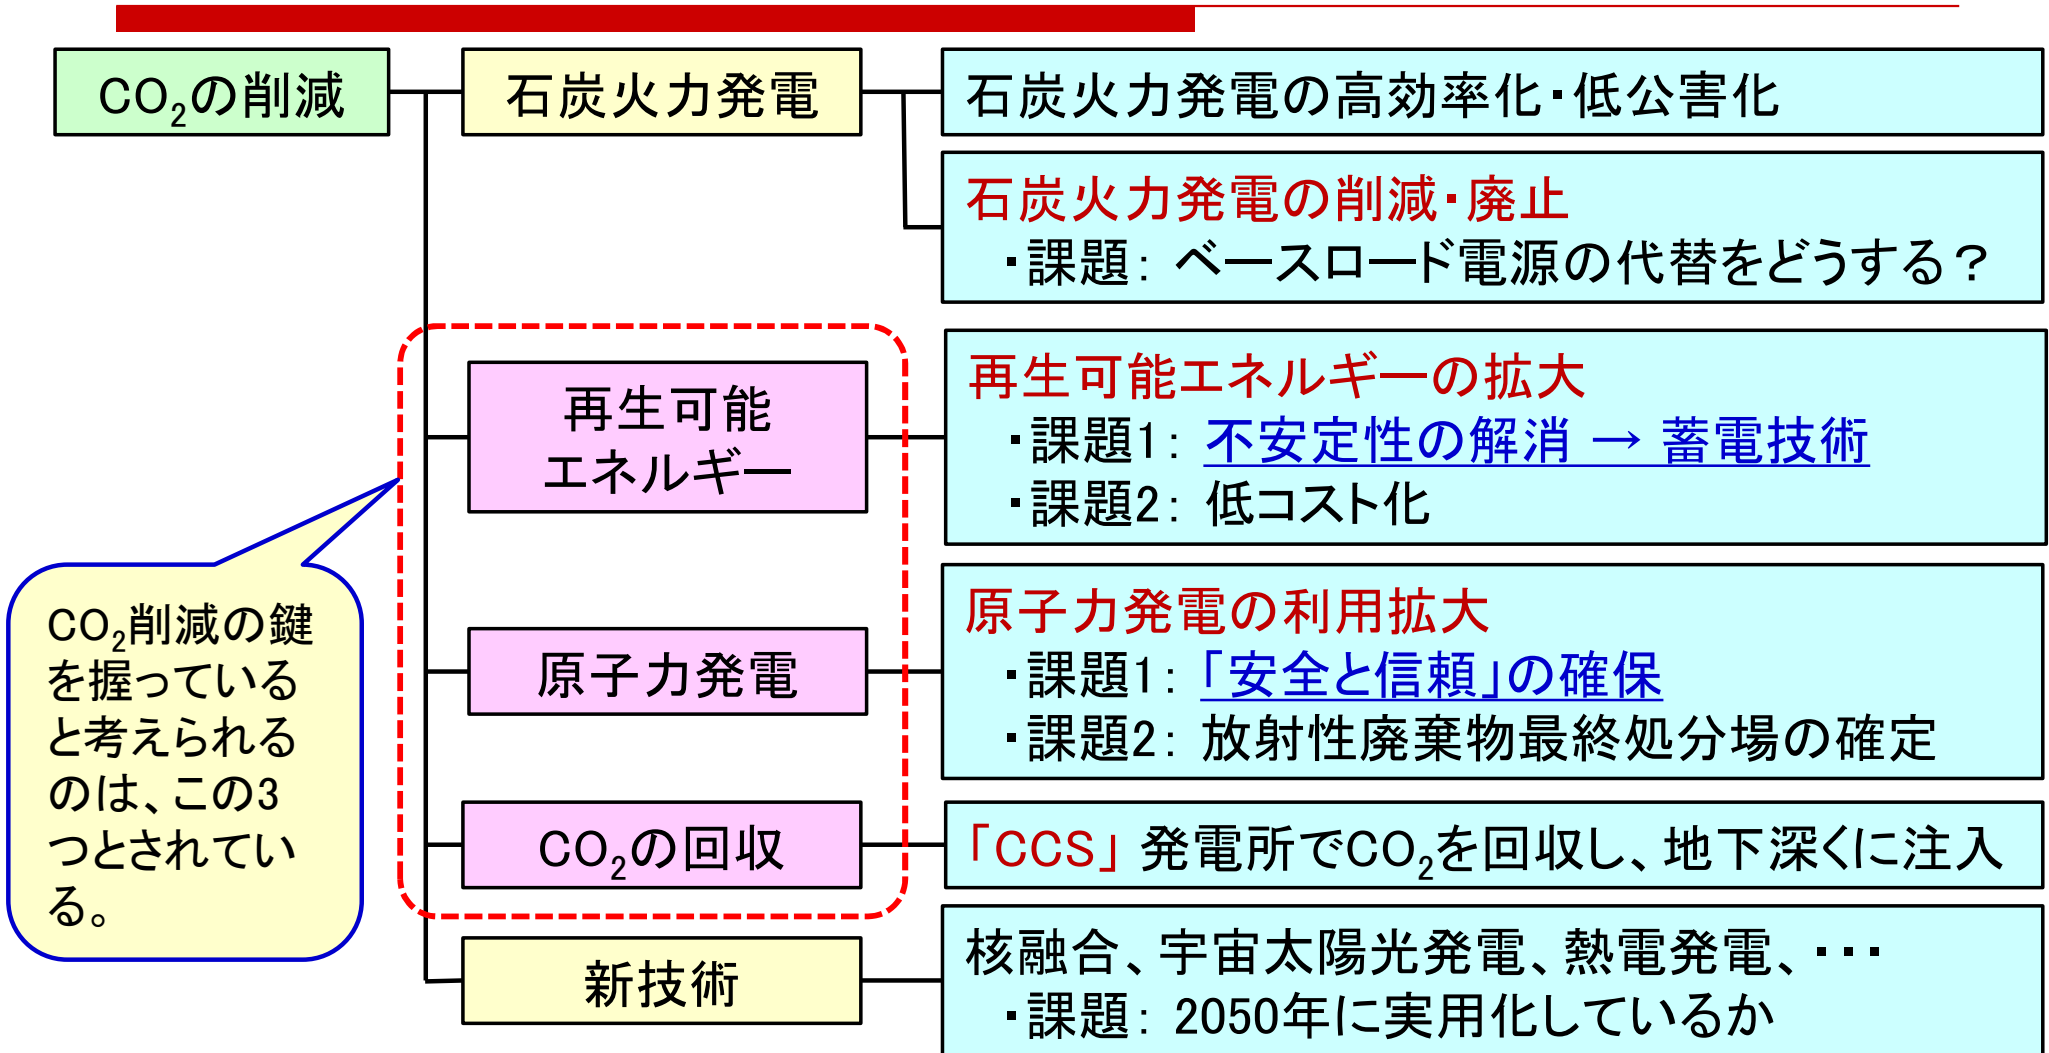 CO₂の削減
石炭火力発電
石炭火力発電の高効率化・低公害化
石炭火力発電の削減・廃止
・課題： ベースロード電源の代替をどうする？
再生可能
エネルギー
再生可能エネルギーの拡大
・課題1： 不安定性の解消 → 蓄電技術
・課題2： 低コスト化
CO₂削減の鍵
を握っている
と考えられる
のは、この3
つとされてい
る。
原子力発電
原子力発電の利用拡大
・課題1：「安全と信頼」の確保
・課題2： 放射性廃棄物最終処分場の確定
CO₂の回収
「CCS」 発電所でCO₂を回収し、地下深くに注入
新技術
核融合、宇宙太陽光発電、熱電発電、・・・
・課題： 2050年に実用化しているか